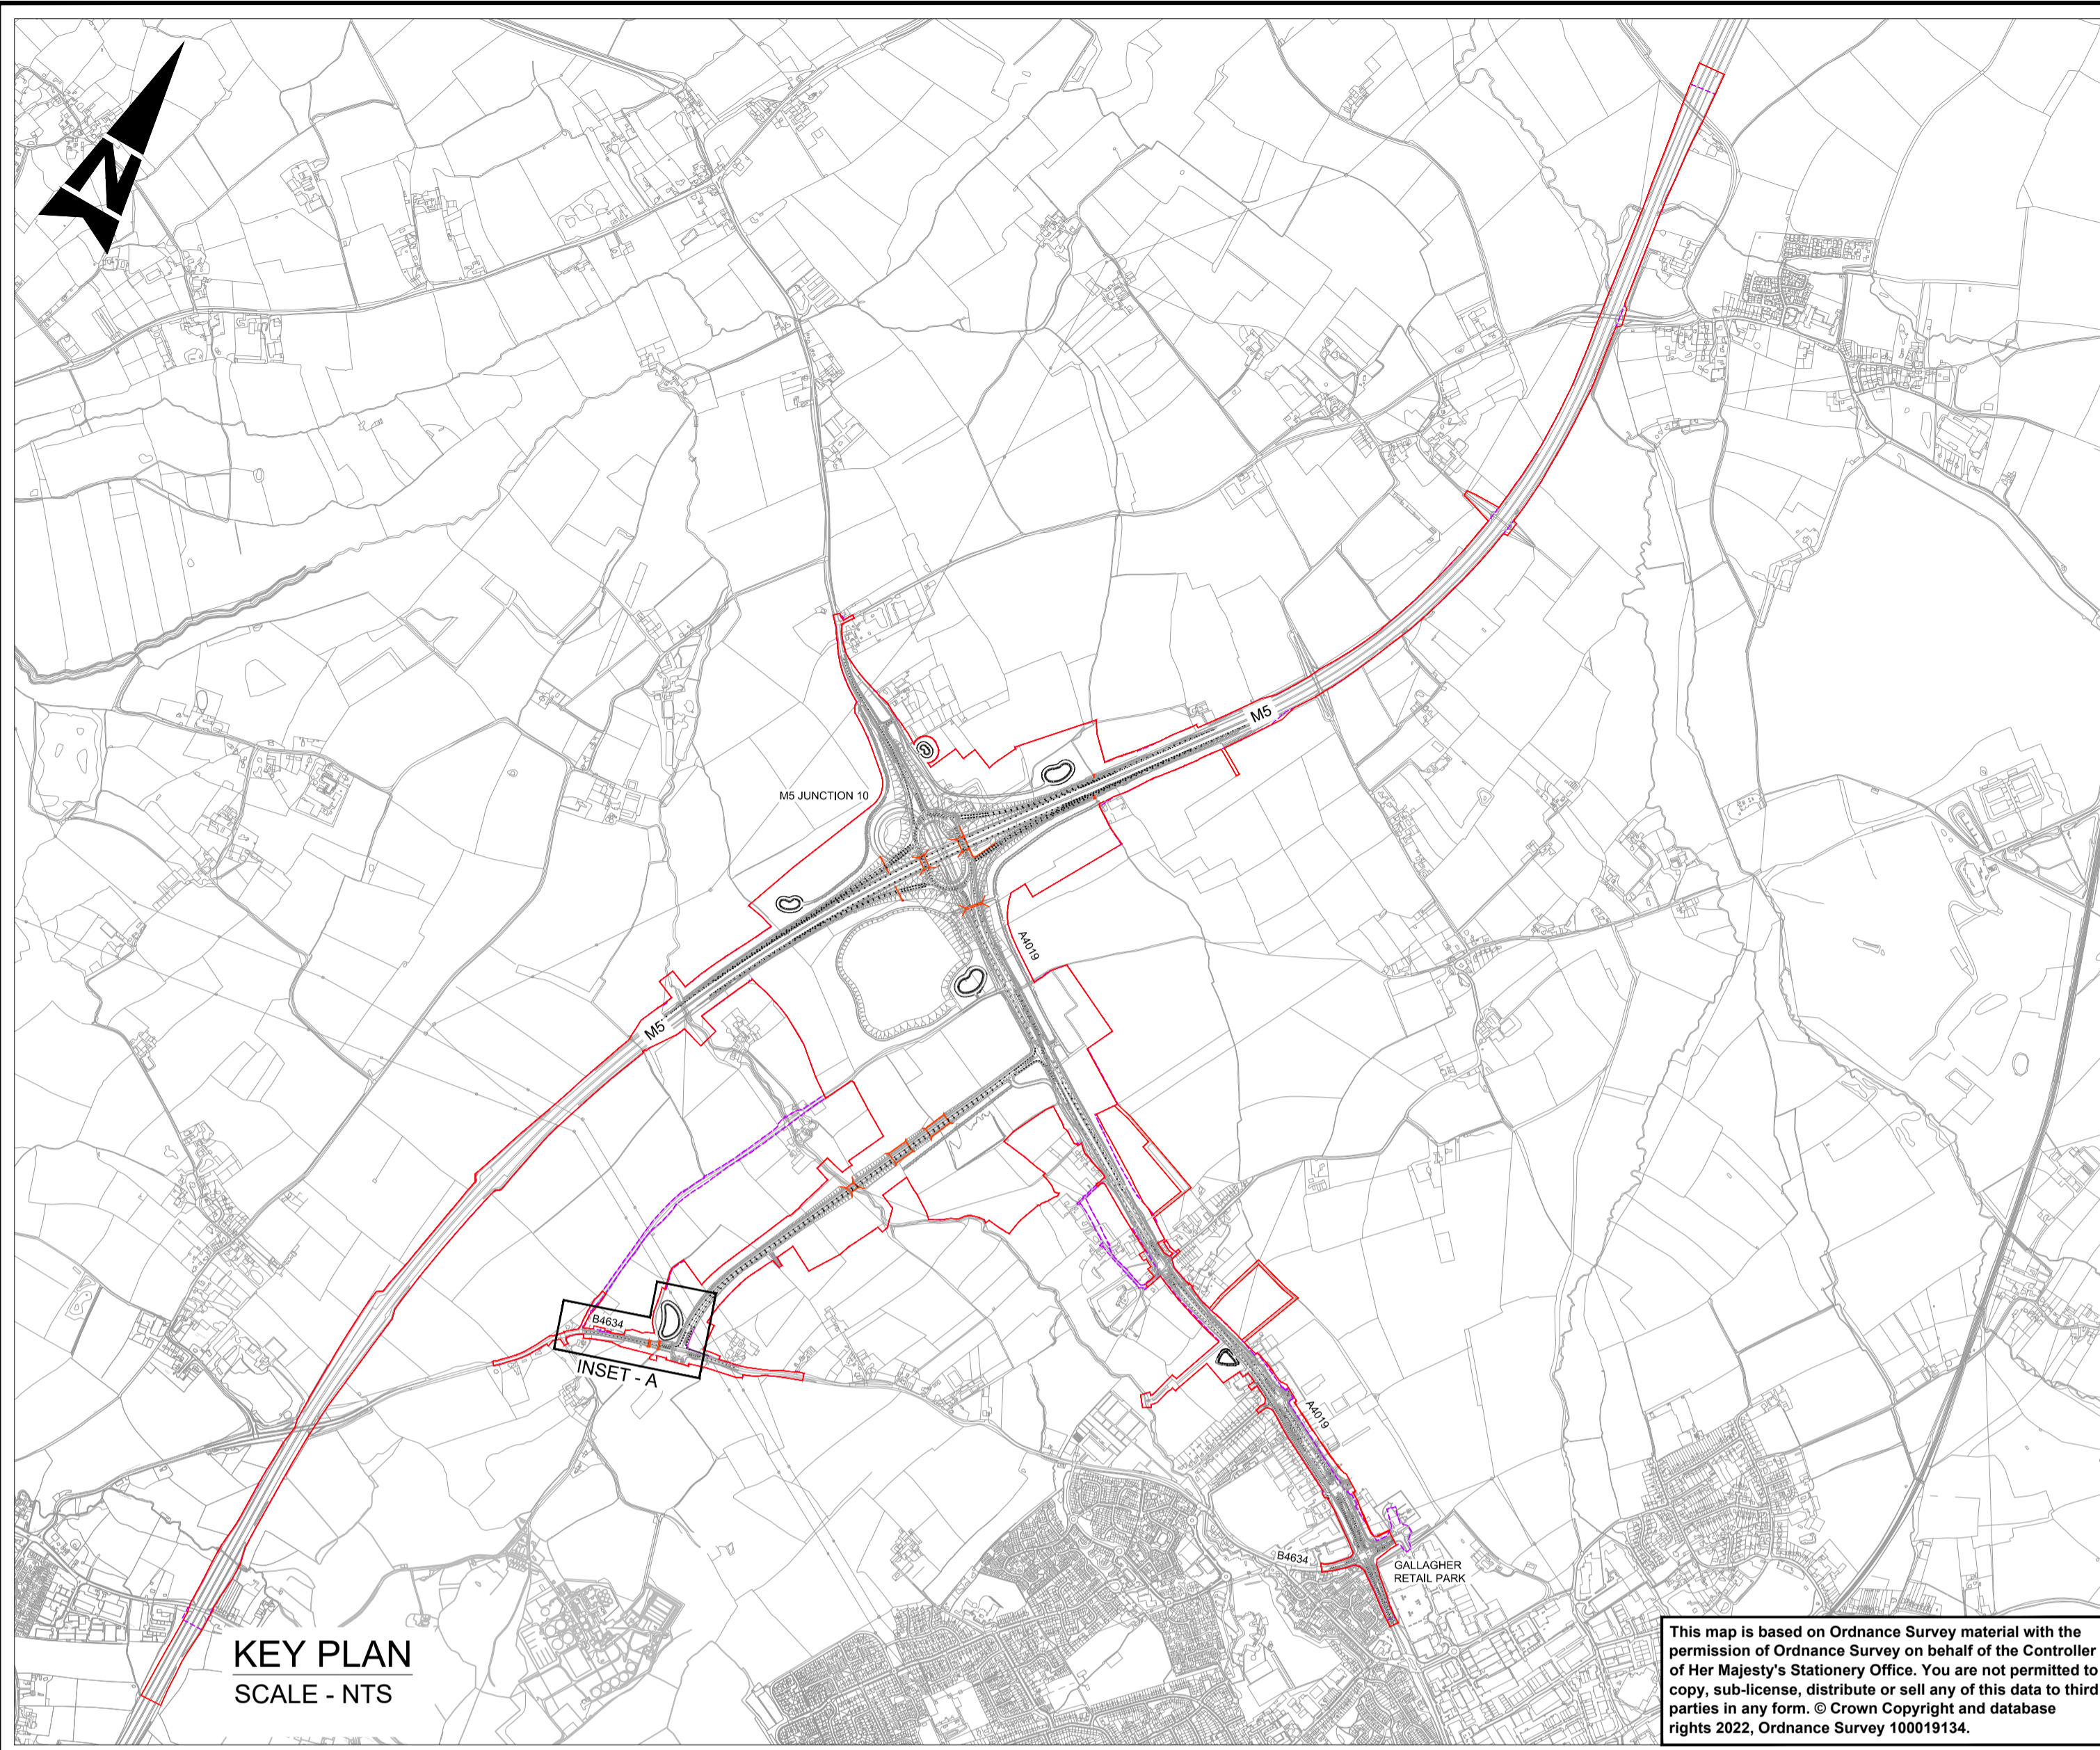 N
M5
M5 JUNCTION 10
A4019
M5
B4634
INSET - A
A4019
B4634
GALLAGHER
RETAIL PARK
KEY PLAN
SCALE - NTS
This map is based on Ordnance Survey material with the
permission of Ordnance Survey on behalf of the Controller
of Her Majesty's Stationery Office. You are not permitted to
copy, sub-license, distribute or sell any of this data to third
parties in any form. © Crown Copyright and database
rights 2022, Ordnance Survey 100019134.